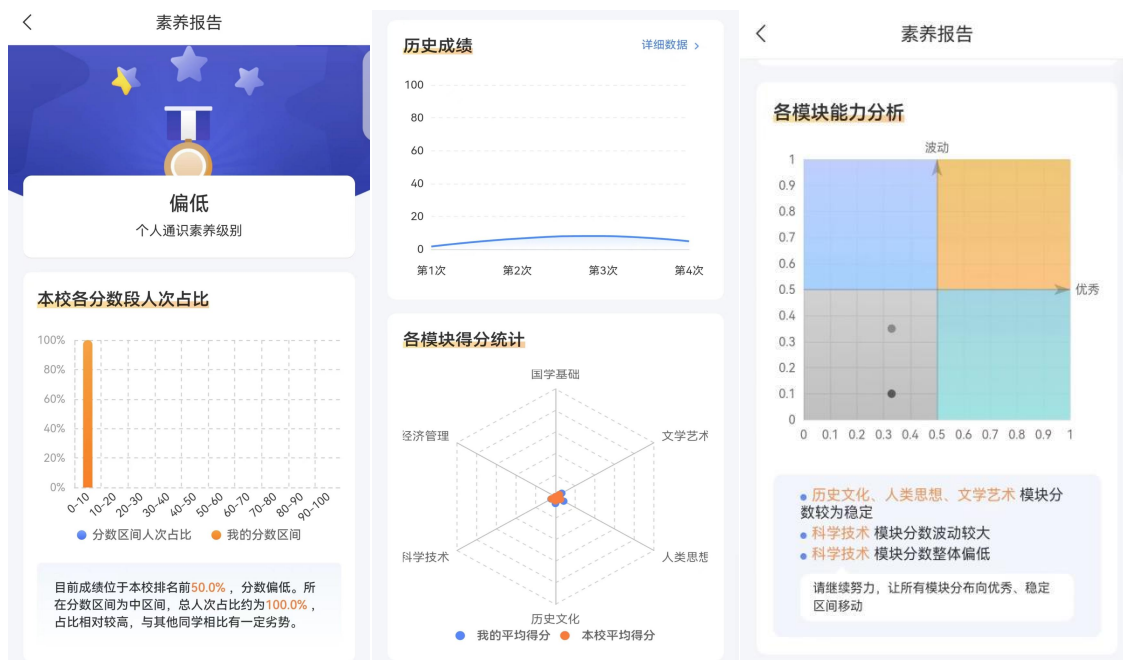 素养报告
偏低
个人通识素养级别
本校各分数段人次占比
100%
80%
60%
40%
20%
0%
0-10
10-20
20-30
30-40
40-50
50-60
60-70
70-80
80-90
90-100
分数区间人次占比
我的分数区间
目前成绩位于本校排名前50.0%，分数偏低。所
在分数区间为中区间，总人次占比约为100.0%，
占比相对较高，与其他同学相比有一定劣势。
历史成绩
详细数据
100
80
60
40
20
0
第1次 第2次 第3次 第4次
各模块得分统计
国学基础
经济管理
文学艺术
科学技术
人类思想
历史文化
我的平均得分 本校平均得分
素养报告
各模块能力分析
波动
1
0.9
0.8
0.7
0.6
0.5
优秀
0.4
0.3
0.2
0.1
0
0 0.1 0.2 0.3 0.4 0.5 0.6 0.7 0.8 0.9 1
历史文化、人类思想、文学艺术 模块分
数较为稳定
科学技术 模块分数波动较大
科学技术 模块分数整体偏低
请继续努力，让所有模块分布向优秀、稳定
区间移动